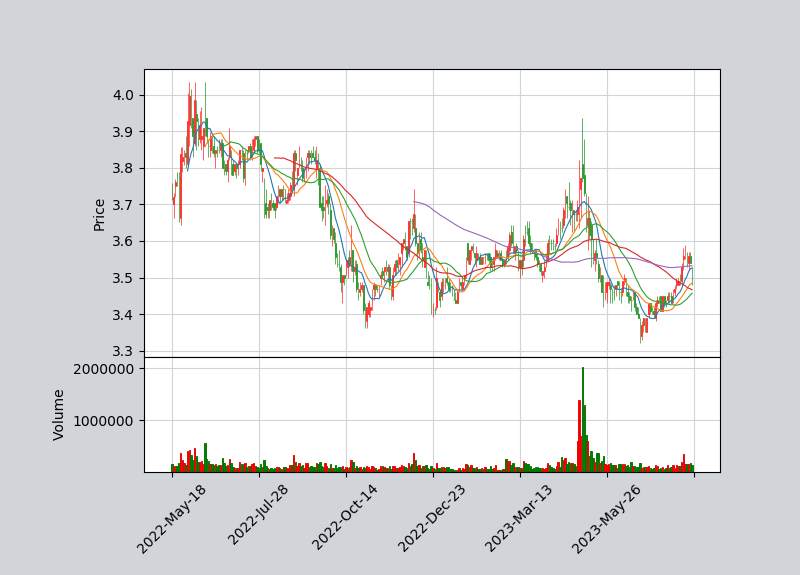 4.0
3.9
3.8
3.7
3.6
3.5
3.4
3.3
Price
2000000
1000000
Volume
2022-May-18
2022-Jul-28
2022-Oct-14
2022-Dec-23
2023-Mar-13
2023-May-26